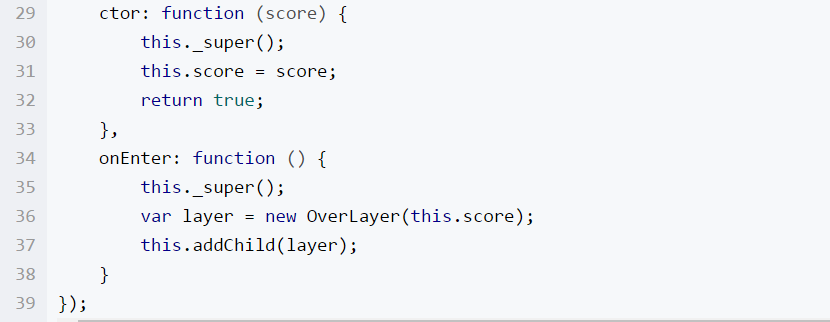 29 ctor: function (score) {
30 this._super();
31 this.score = score;
32 return true;
33 },
34 onEnter: function () {
35 this._super();
36 var layer = new OverLayer(this.score);
37 this.addChild(layer);
38 }
39 });